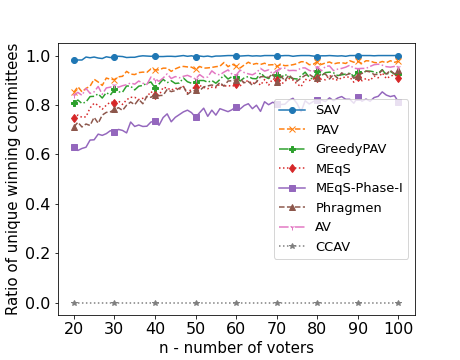 Ratio of unique winning committees
1.0
0.8
0.6
0.4
0.2
0.0
SAV
PAV
GreedyPAV
MEqS
MEqS-Phase-I
Phragmen
AV
CCAV
20 30 40 50 60 70 80 90 100
n - number of voters